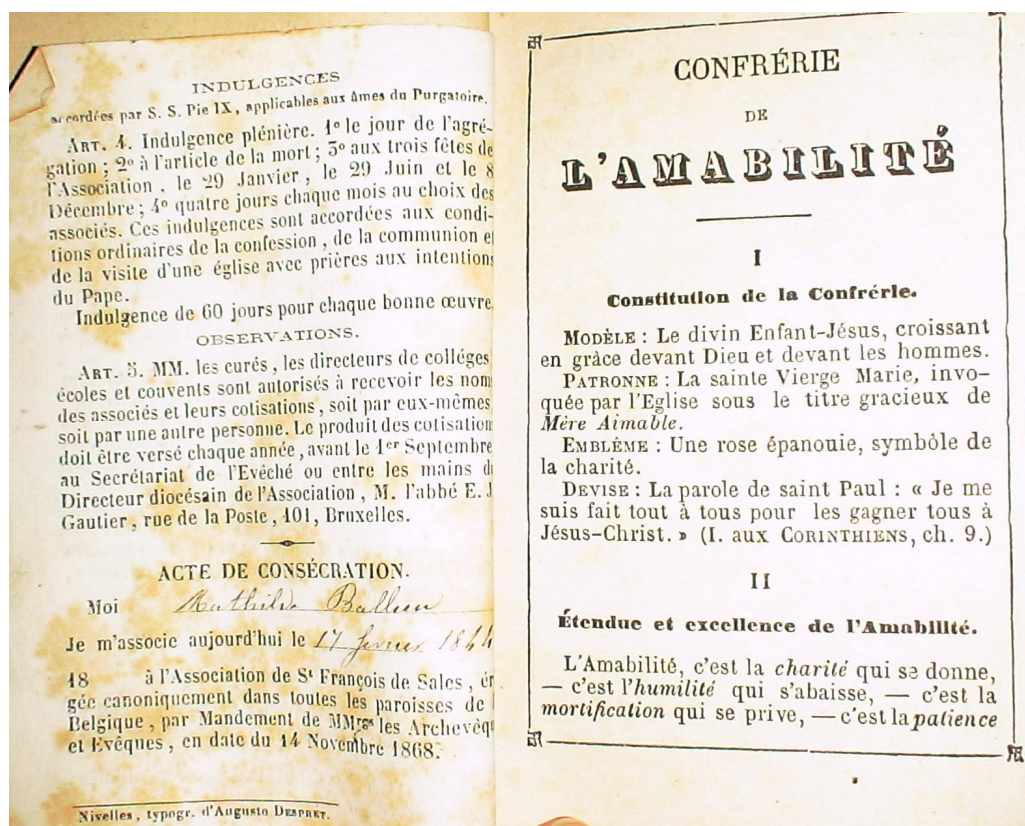 INDULGENCES
accordées par S. S. Pie IX, applicables aux âmes du Purgatoire.
ART. 4. Indulgence plénière. 1º le jour de l'agré-
gation ; 2º à l'article de la mort ; 3º aux trois fêtes de
l'Association , le 29 Janvier , le 29 Juin et le 8
Décembre ; 4º quatre jours chaque mois au choix des
associés. Ces indulgences sont accordées aux condi-
tions ordinaires de la confession , de la communion e
de la visite d'une église avec prières aux intentions
du Pape.
Indulgence de 60 jours pour chaque bonne œuvre
OBSERVATIONS.
ART. 5. MM. les curés , les directeurs de colléges
écoles et couvents sont autorisés à recevoir les nom
des associés et leurs cotisations , soit par eux-mêmes
soit par une autre personne. Le produit des cotisation
doit être versé chaque année , avant le 1er Septembre
au Secrétariat de l'Evêché ou entre les mains d
Directeur diocésain de l'Association , M. l'abbé E. J
Gautier , rue de la Poste , 101, Bruxelles.
ACTE DE CONSÉCRATION.
Moi Mathilde
Je m'associe aujourd'hui le 17
18 à l'Association de St François de Sales , ér
gée canoniquement dans toutes les paroisses de
Belgique , par Mandement de MMrgs les Archevêq
et Evêques , en date du 14 Novembre 1868.
Nivelles , typogr. d'Auguste DESPRET.
CONFRÉRIE
DE
L'AMABILITÉ
I
Constitution de la Confrérie.
MODÈLE : Le divin Enfant-Jésus, croissant
en grâce devant Dieu et devant les hommes.
PATRONNE : La sainte Vierge Marie, invo-
quée par l'Eglise sous le titre gracieux de
Mère Aimable.
EMBLÊME : Une rose épanouie, symbôle de
la charité.
DEVISE : La parole de saint Paul : « Je me
suis fait tout à tous pour les gagner tous à
Jésus-Christ. » (I. aux CORINTHIENS, ch. 9.)
II
Étendue et excellence de l'Amabilité.
L'Amabilité, c'est la charité qui se donne,
— c'est l'humilité qui s'abaisse, — c'est la
mortification qui se prive, — c'est la patience